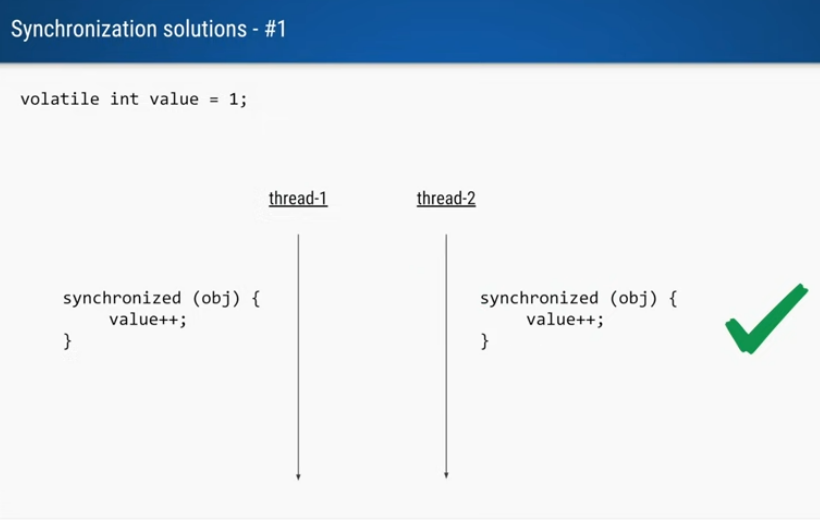 Synchronization solutions - #1
volatile int value = 1;
thread-1
thread-2
synchronized (obj) {
value++;
}
synchronized (obj) {
value++;
}